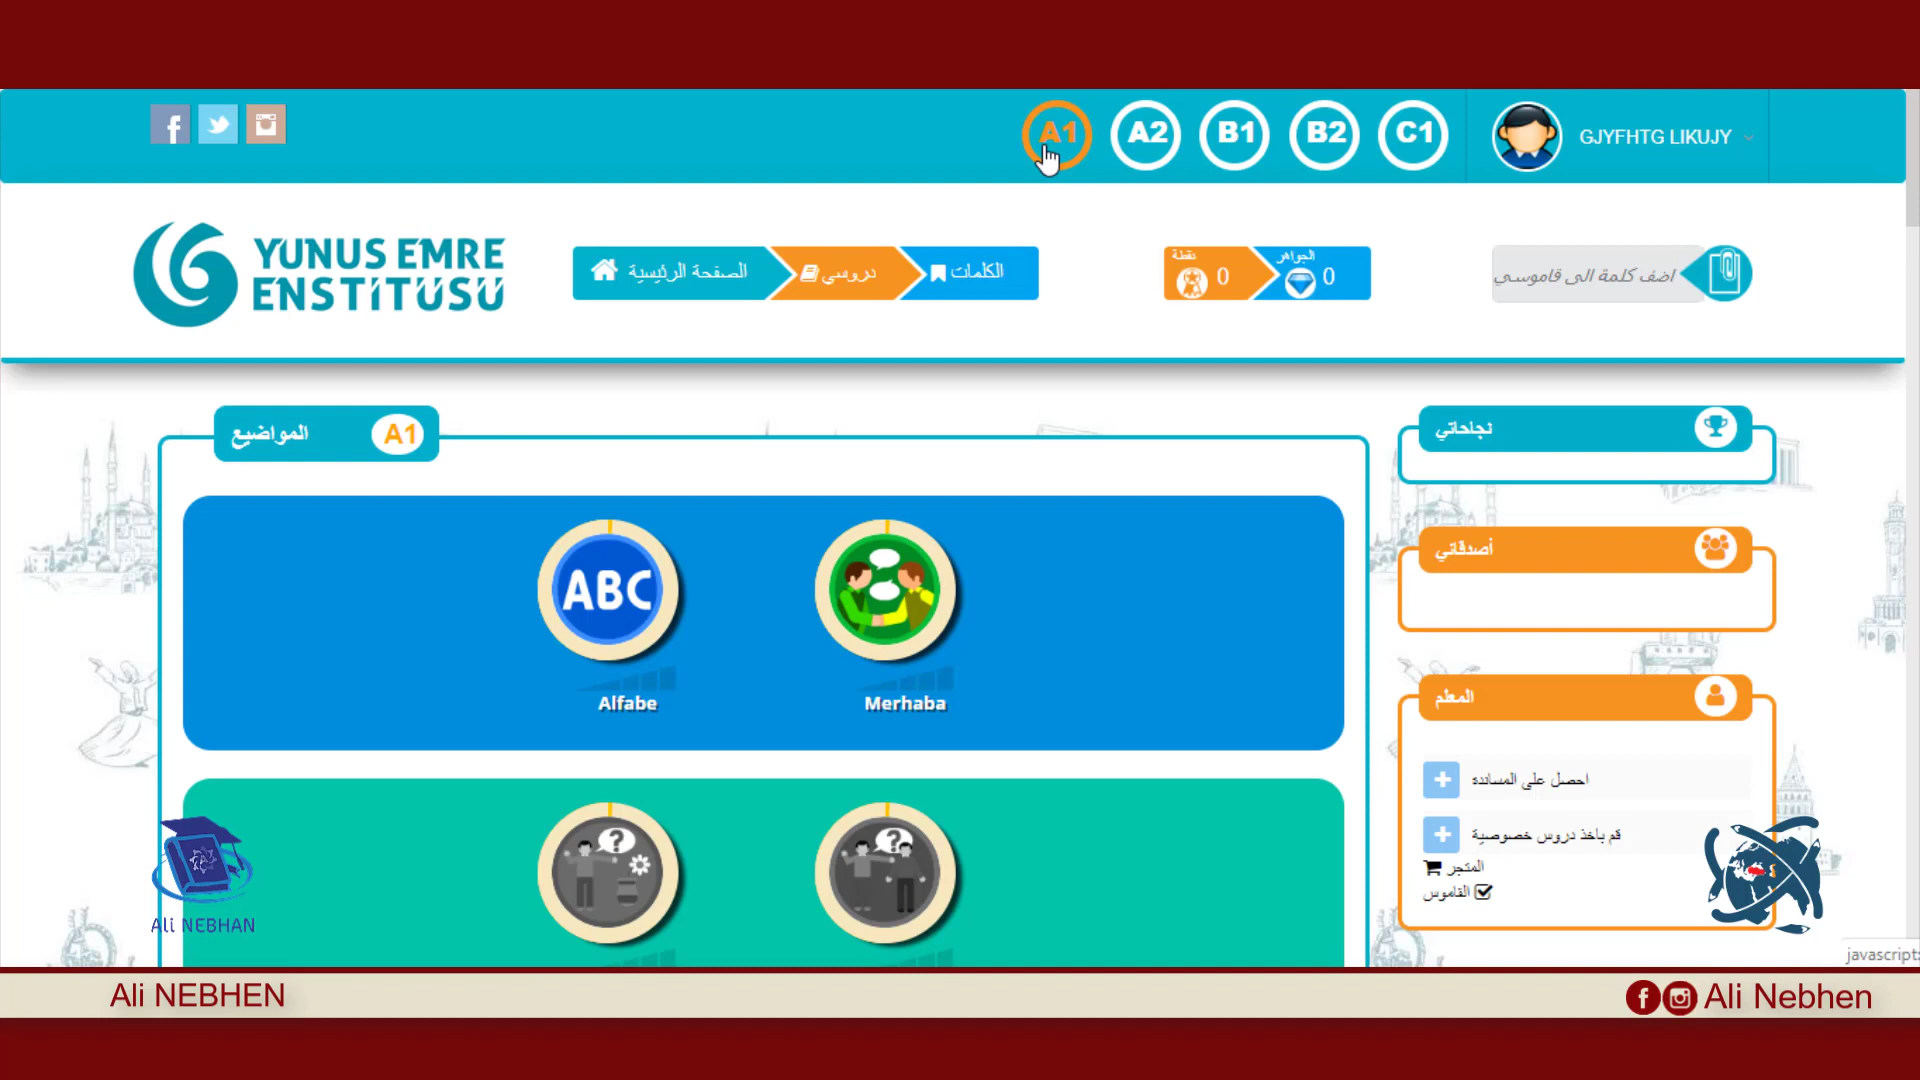 A1 A2 B1 B2 C1 GJYFHTG LIKUJY
YUNUS EMRE
ENSTİTÜSÜ
الصفحة الرئيسية دروسي الكلمات
نقطة 0 الجواهر 0
اضف كلمة الى قاموسي
المواضيع A1
ABC
Alfabe
Merhaba
?
?
نجاحاتي
أصدقائي
المعلم
احصل على المساندة
قم باخذ دروس خصوصية
المتجر
القاموس
Ali NEBHAN
javascript:
Ali NEBHEN
Ali Nebhen